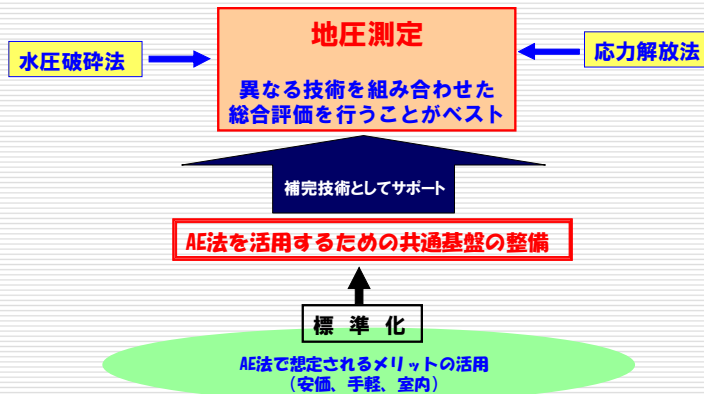 地圧測定
水圧破砕法
応力解放法
異なる技術を組み合わせた
総合評価を行うことがベスト
補完技術としてサポート
AE法を活用するための共通基盤の整備
標 準 化
AE法で想定されるメリットの活用
（安価、手軽、室内）